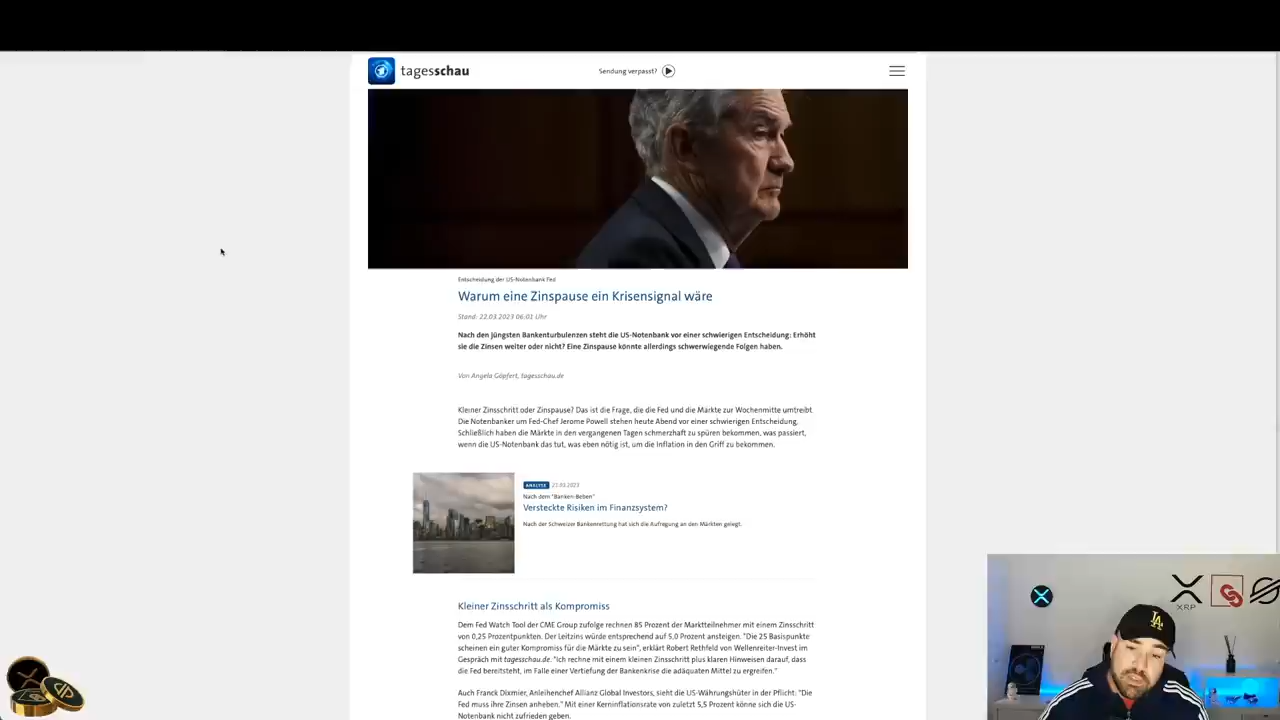 tagesschau
Sendung verpasst?
Entscheidung der US-Notenbank Fed
Warum eine Zinspause ein Krisensignal wäre
Stand: 22.03.2023 06:01 Uhr
Nach den jüngsten Bankenturbulenzen steht die US-Notenbank vor einer schwierigen Entscheidung: Erhöht
sie die Zinsen weiter oder nicht? Eine Zinspause könnte allerdings schwerwiegende Folgen haben.
Von Angela Göpfert, tagesschau.de
Kleiner Zinsschritt oder Zinspause? Das ist die Frage, die die Fed und die Märkte zur Wochenmitte umtreibt.
Die Notenbanker um Fed-Chef Jerome Powell stehen heute Abend vor einer schwierigen Entscheidung.
Schließlich haben die Märkte in den vergangenen Tagen schmerzhaft zu spüren bekommen, was passiert,
wenn die US-Notenbank das tut, was eben nötig ist, um die Inflation in den Griff zu bekommen.
ANALYSE 21.03.2023
Nach dem "Banken-Beben"
Versteckte Risiken im Finanzsystem?
Nach der Schweizer Bankenrettung hat sich die Aufregung an den Märkten gelegt.
Kleiner Zinsschritt als Kompromiss
Dem Fed Watch Tool der CME Group zufolge rechnen 85 Prozent der Marktteilnehmer mit einem Zinsschritt
von 0,25 Prozentpunkten. Der Leitzins würde entsprechend auf 5,0 Prozent ansteigen. "Die 25 Basispunkte
scheinen ein guter Kompromiss für die Märkte zu sein", erklärt Robert Rethfeld von Wellenreiter-Invest im
Gespräch mit tagesschau.de. "Ich rechne mit einem kleinen Zinsschritt plus klaren Hinweisen darauf, dass
die Fed bereitsteht, im Falle einer Vertiefung der Bankenkrise die adäquaten Mittel zu ergreifen."
Auch Franck Dixmier, Anleihenchef Allianz Global Investors, sieht die US-Währungshüter in der Pflicht: "Die
Fed muss ihre Zinsen anheben." Mit einer Kerninflationsrate von zuletzt 5,5 Prozent könne sich die US-
Notenbank nicht zufrieden geben.
XRP
LA